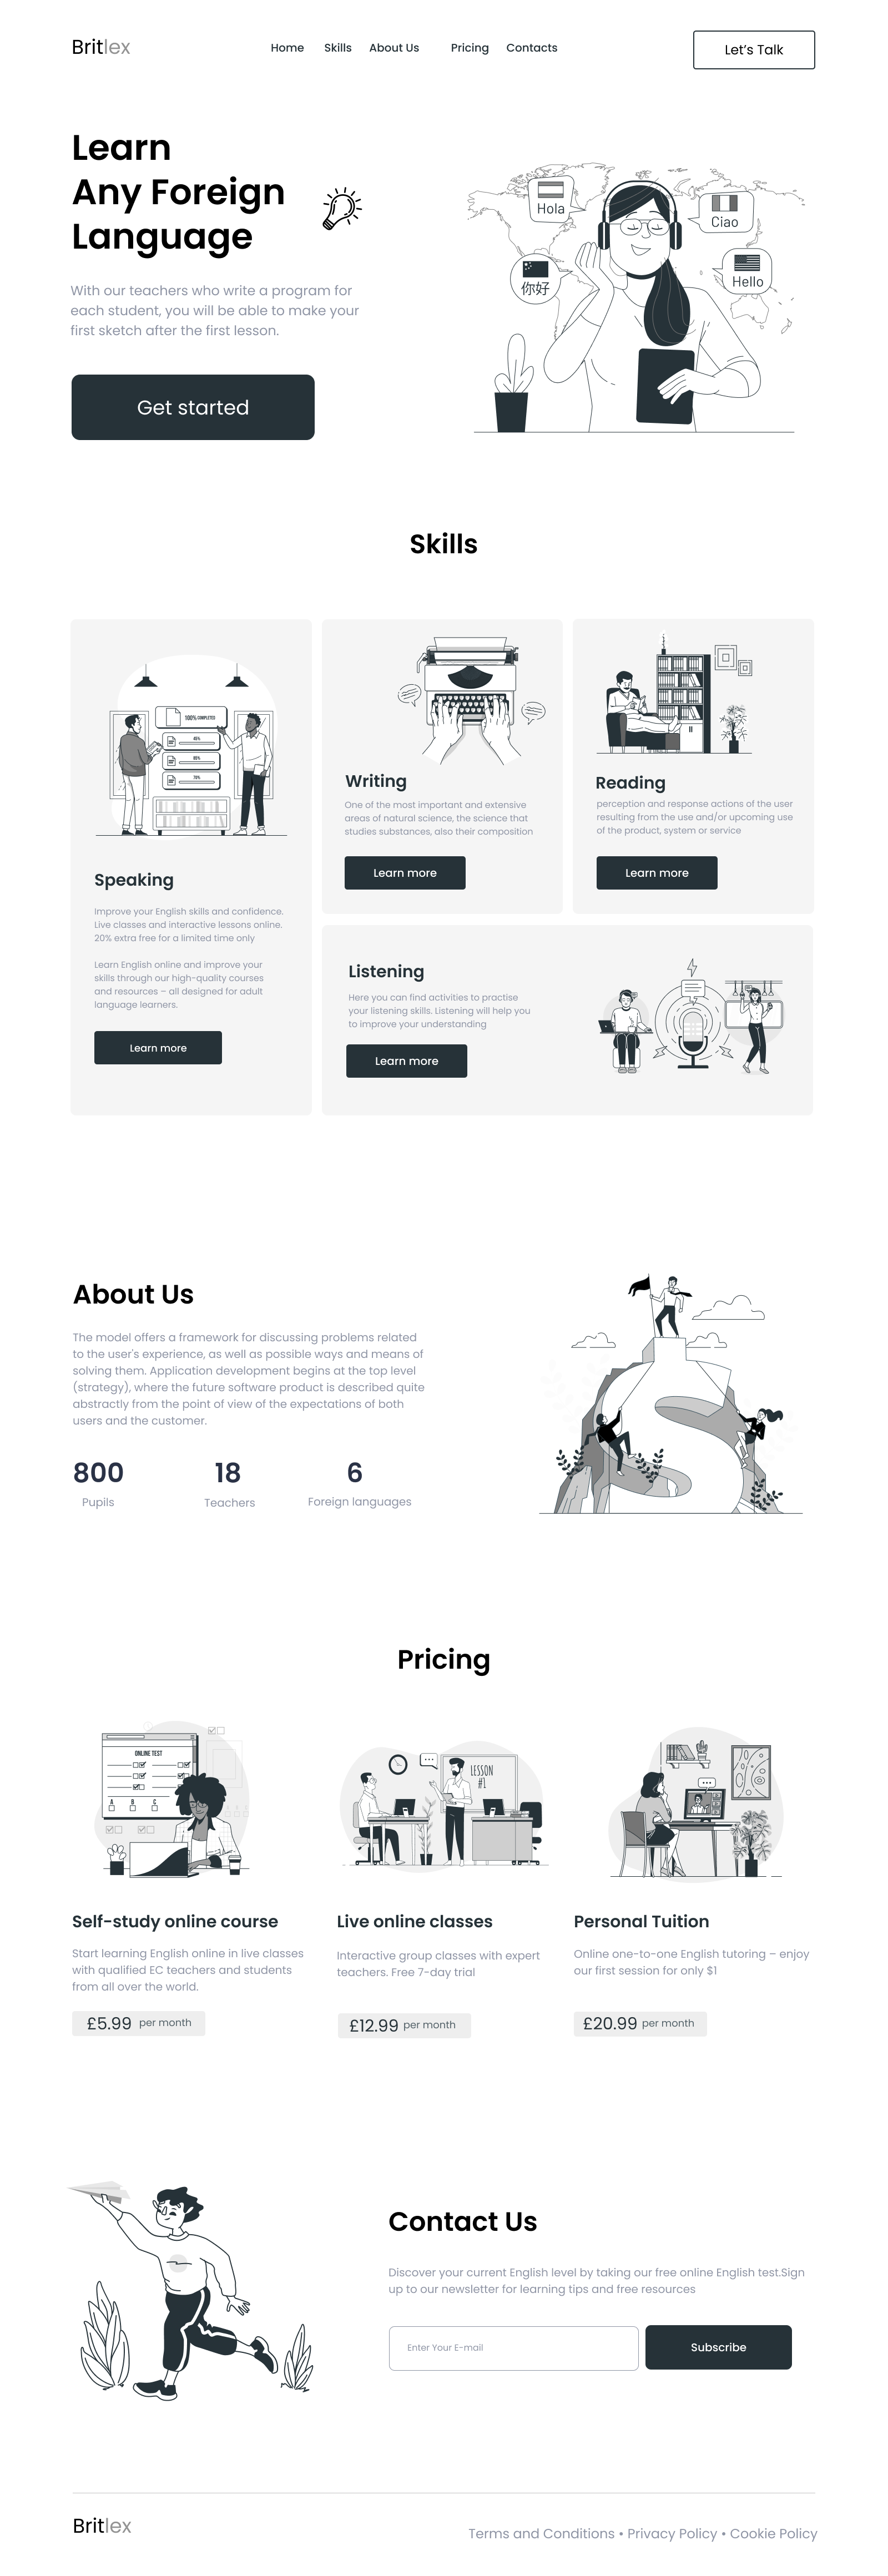 Britlex
Home Skills About Us Pricing Contacts
Let's Talk
Learn
Any Foreign
Language
With our teachers who write a program for
each student, you will be able to make your
first sketch after the first lesson.
Get started
Hola
Ciao
你好
Hello
Skills
100% COMPLETED
45%
85%
70%
Speaking
Improve your English skills and confidence.
Live classes and interactive lessons online.
20% extra free for a limited time only
Learn English online and improve your
skills through our high-quality courses
and resources – all designed for adult
language learners.
Learn more
Writing
One of the most important and extensive
areas of natural science, the science that
studies substances, also their composition
Learn more
Reading
perception and response actions of the user
resulting from the use and/or upcoming use
of the product, system or service
Learn more
Listening
Here you can find activities to practise
your listening skills. Listening will help you
to improve your understanding
Learn more
About Us
The model offers a framework for discussing problems related
to the user's experience, as well as possible ways and means of
solving them. Application development begins at the top level
(strategy), where the future software product is described quite
abstractly from the point of view of the expectations of both
users and the customer.
800
Pupils
18
Teachers
6
Foreign languages
Pricing
ONLINE TEST
A B C
Self-study online course
Start learning English online in live classes
with qualified EC teachers and students
from all over the world.
£5.99 per month
LESSON
#1
Live online classes
Interactive group classes with expert
teachers. Free 7-day trial
£12.99 per month
Personal Tuition
Online one-to-one English tutoring – enjoy
our first session for only $1
£20.99 per month
Contact Us
Discover your current English level by taking our free online English test.Sign
up to our newsletter for learning tips and free resources
Enter Your E-mail
Subscribe
Britlex
Terms and Conditions • Privacy Policy • Cookie Policy